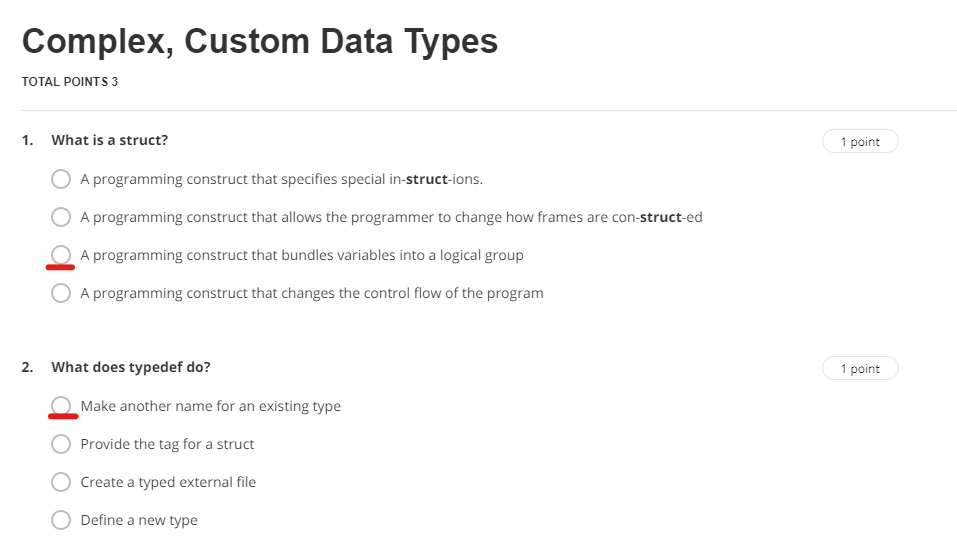 Complex, Custom Data Types
TOTAL POINTS 3
1. What is a struct?
1 point
A programming construct that specifies special in-struct-ions.
A programming construct that allows the programmer to change how frames are con-struct-ed
A programming construct that bundles variables into a logical group
A programming construct that changes the control flow of the program
2. What does typedef do?
1 point
Make another name for an existing type
Provide the tag for a struct
Create a typed external file
Define a new type